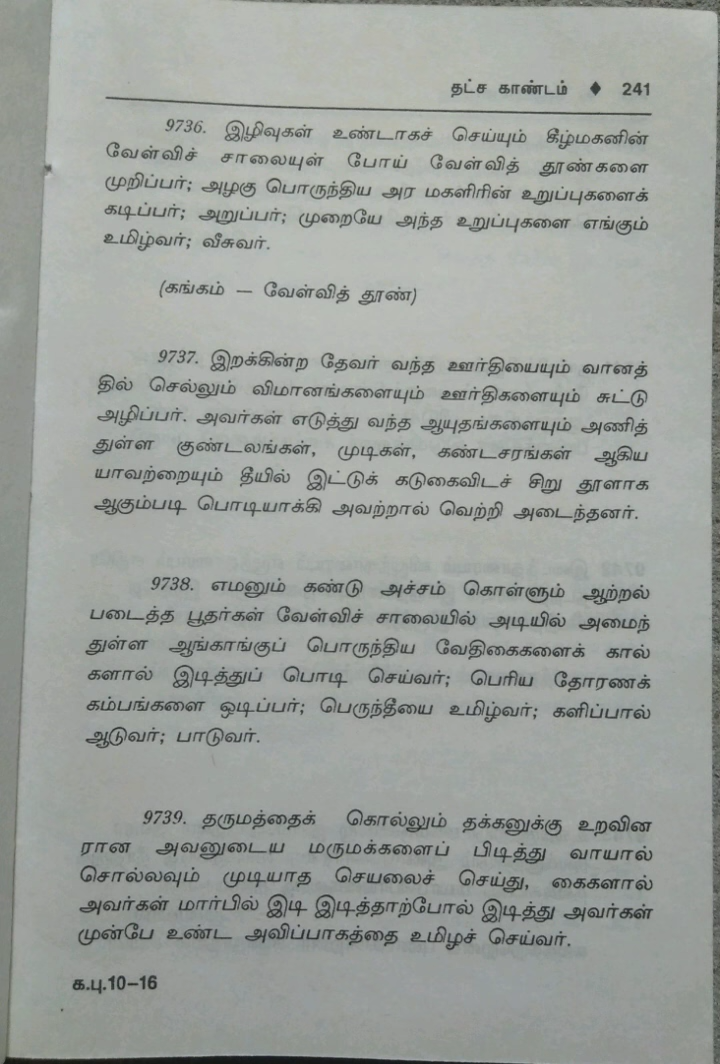 தட்ச காண்டம் ♦ 241
9736. இழிவுகள் உண்டாகச் செய்யும் கீழ்மகனின்
வேள்விச் சாலையுள் போய் வேள்வித் தூண்களை
முறிப்பர்; அழகு பொருந்திய அர மகளிரின் உறுப்புகளைக்
கடிப்பர்; அறுப்பர்; முறையே அந்த உறுப்புகளை எங்கும்
உமிழ்வர்; வீசுவர்.
(கங்கம் – வேள்வித் தூண்)
9737. இறக்கின்ற தேவர் வந்த ஊர்தியையும் வானத்
தில் செல்லும் விமானங்களையும் ஊர்திகளையும் சுட்டு
அழிப்பர். அவர்கள் எடுத்து வந்த ஆயுதங்களையும் அணித்
துள்ள குண்டலங்கள், முடிகள், கண்டசரங்கள் ஆகிய
யாவற்றையும் தீயில் இட்டுக் கடுகைவிடச் சிறு தூளாக
ஆகும்படி பொடியாக்கி அவற்றால் வெற்றி அடைந்தனர்.
9738. எமனும் கண்டு அச்சம் கொள்ளும் ஆற்றல்
படைத்த பூதர்கள் வேள்விச் சாலையில் அடியில் அமைந்
துள்ள ஆங்காங்குப் பொருந்திய வேதிகைகளைக் கால்
களால் இடித்துப் பொடி செய்வர்; பெரிய தோரணக்
கம்பங்களை ஒடிப்பர்; பெருந்தீயை உமிழ்வர்; களிப்பால்
ஆடுவர்; பாடுவர்.
9739. தருமத்தைக் கொல்லும் தக்கனுக்கு உறவின
ரான அவனுடைய மருமக்களைப் பிடித்து வாயால்
சொல்லவும் முடியாத செயலைச் செய்து, கைகளால்
அவர்கள் மார்பில் இடி இடித்தாற்போல் இடித்து அவர்கள்
முன்பே உண்ட அவிப்பாகத்தை உமிழச் செய்வர்.
க.பு.10–16